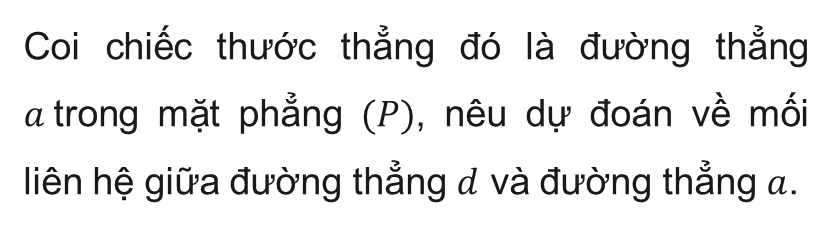 Coi chiếc thước thẳng đó là đường thẳng
a trong mặt phẳng (P), nêu dự đoán về mối
liên hệ giữa đường thẳng d và đường thẳng a.